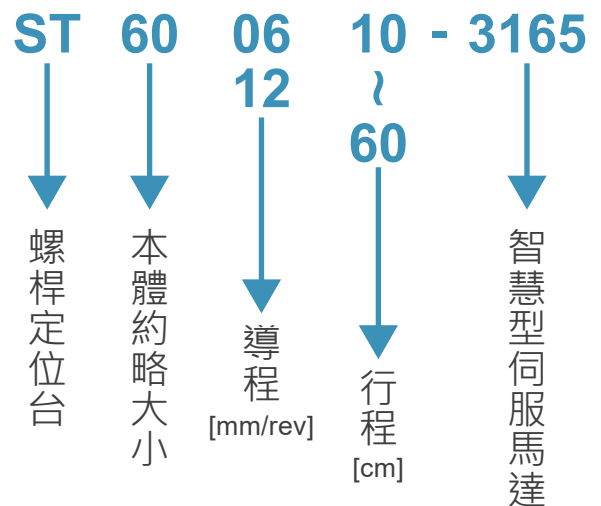 ST 60 06 10 - 3165
12 ~
60
螺桿定位台
本體約略大小
導程
[mm/rev]
行程
[cm]
智慧型伺服馬達